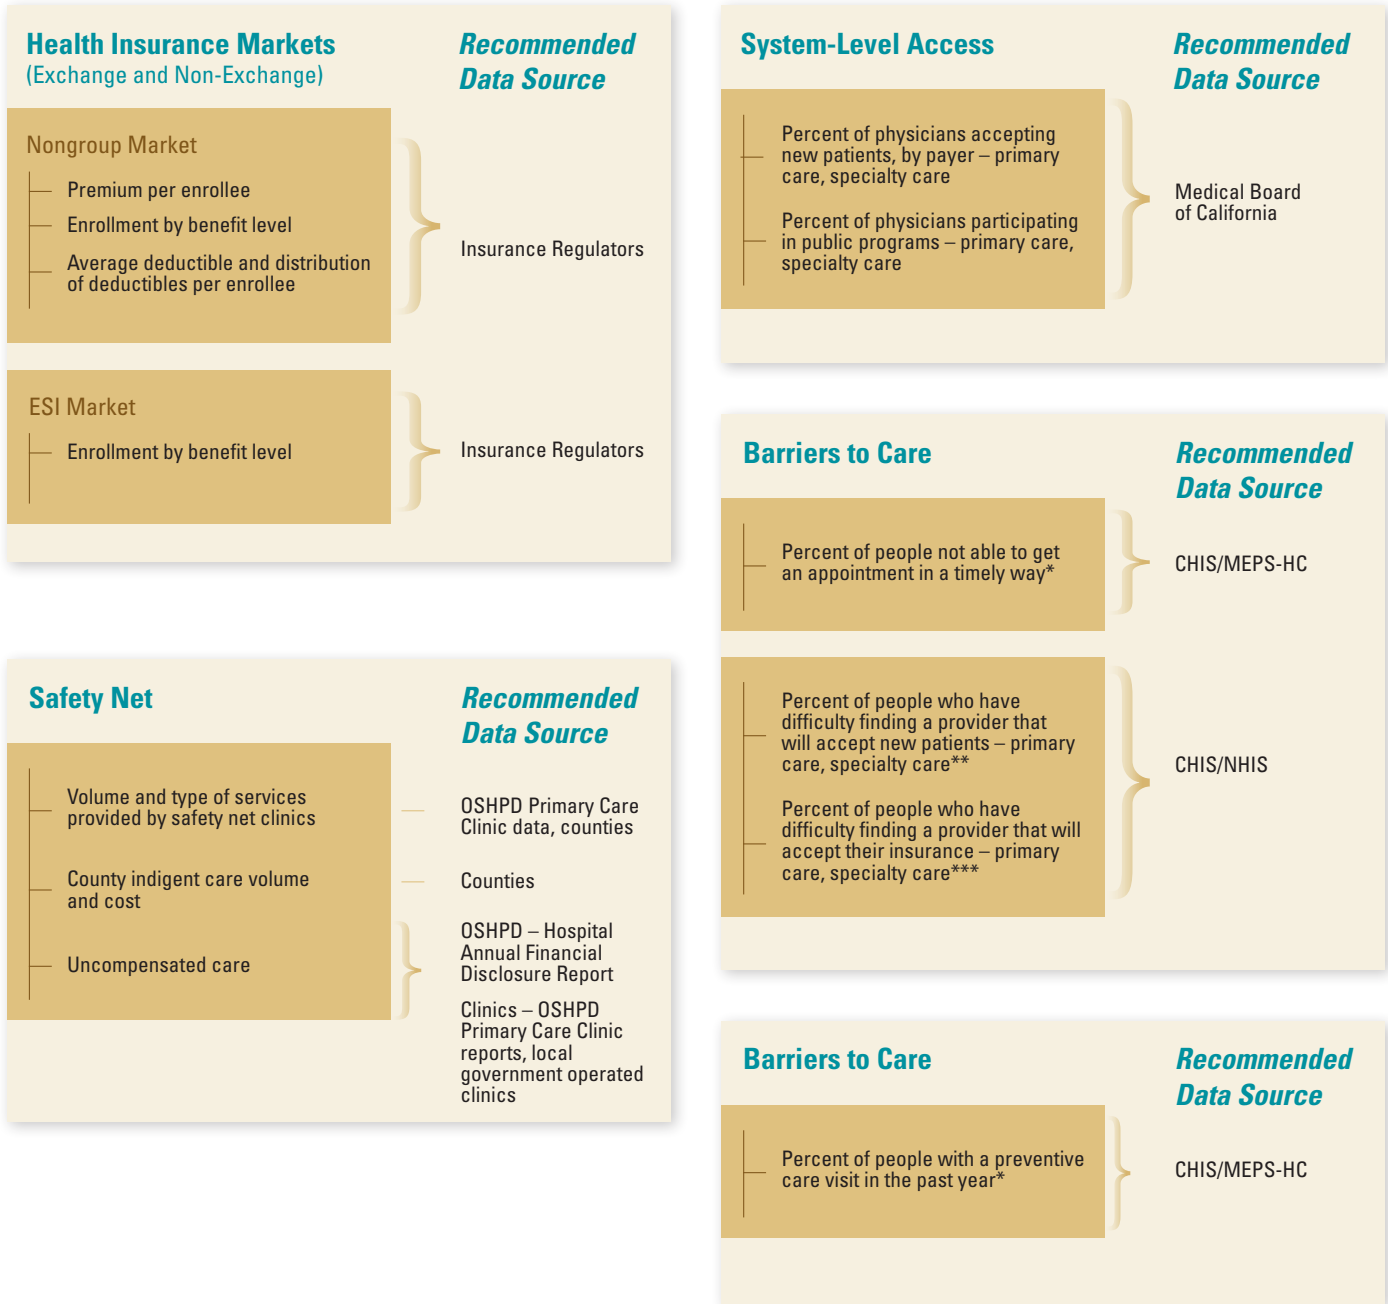 Health Insurance Markets
(Exchange and Non-Exchange)
Recommended
Data Source
Nongroup Market
Premium per enrollee
Enrollment by benefit level
Average deductible and distribution
of deductibles per enrollee
Insurance Regulators
ESI Market
Enrollment by benefit level
Insurance Regulators
Safety Net
Recommended
Data Source
Volume and type of services
provided by safety net clinics
OSHPD Primary Care
Clinic data, counties
County indigent care volume
and cost
Counties
Uncompensated care
OSHPD – Hospital
Annual Financial
Disclosure Report
Clinics – OSHPD
Primary Care Clinic
reports, local
government operated
clinics
System-Level Access
Recommended
Data Source
Percent of physicians accepting
new patients, by payer – primary
care, specialty care
Percent of physicians participating
in public programs – primary care,
specialty care
Medical Board
of California
Barriers to Care
Recommended
Data Source
Percent of people not able to get
an appointment in a timely way*
CHIS/MEPS-HC
Percent of people who have
difficulty finding a provider that
will accept new patients – primary
care, specialty care**
Percent of people who have
difficulty finding a provider that will
accept their insurance – primary
care, specialty care***
CHIS/NHIS
Barriers to Care
Recommended
Data Source
Percent of people with a preventive
care visit in the past year*
CHIS/MEPS-HC